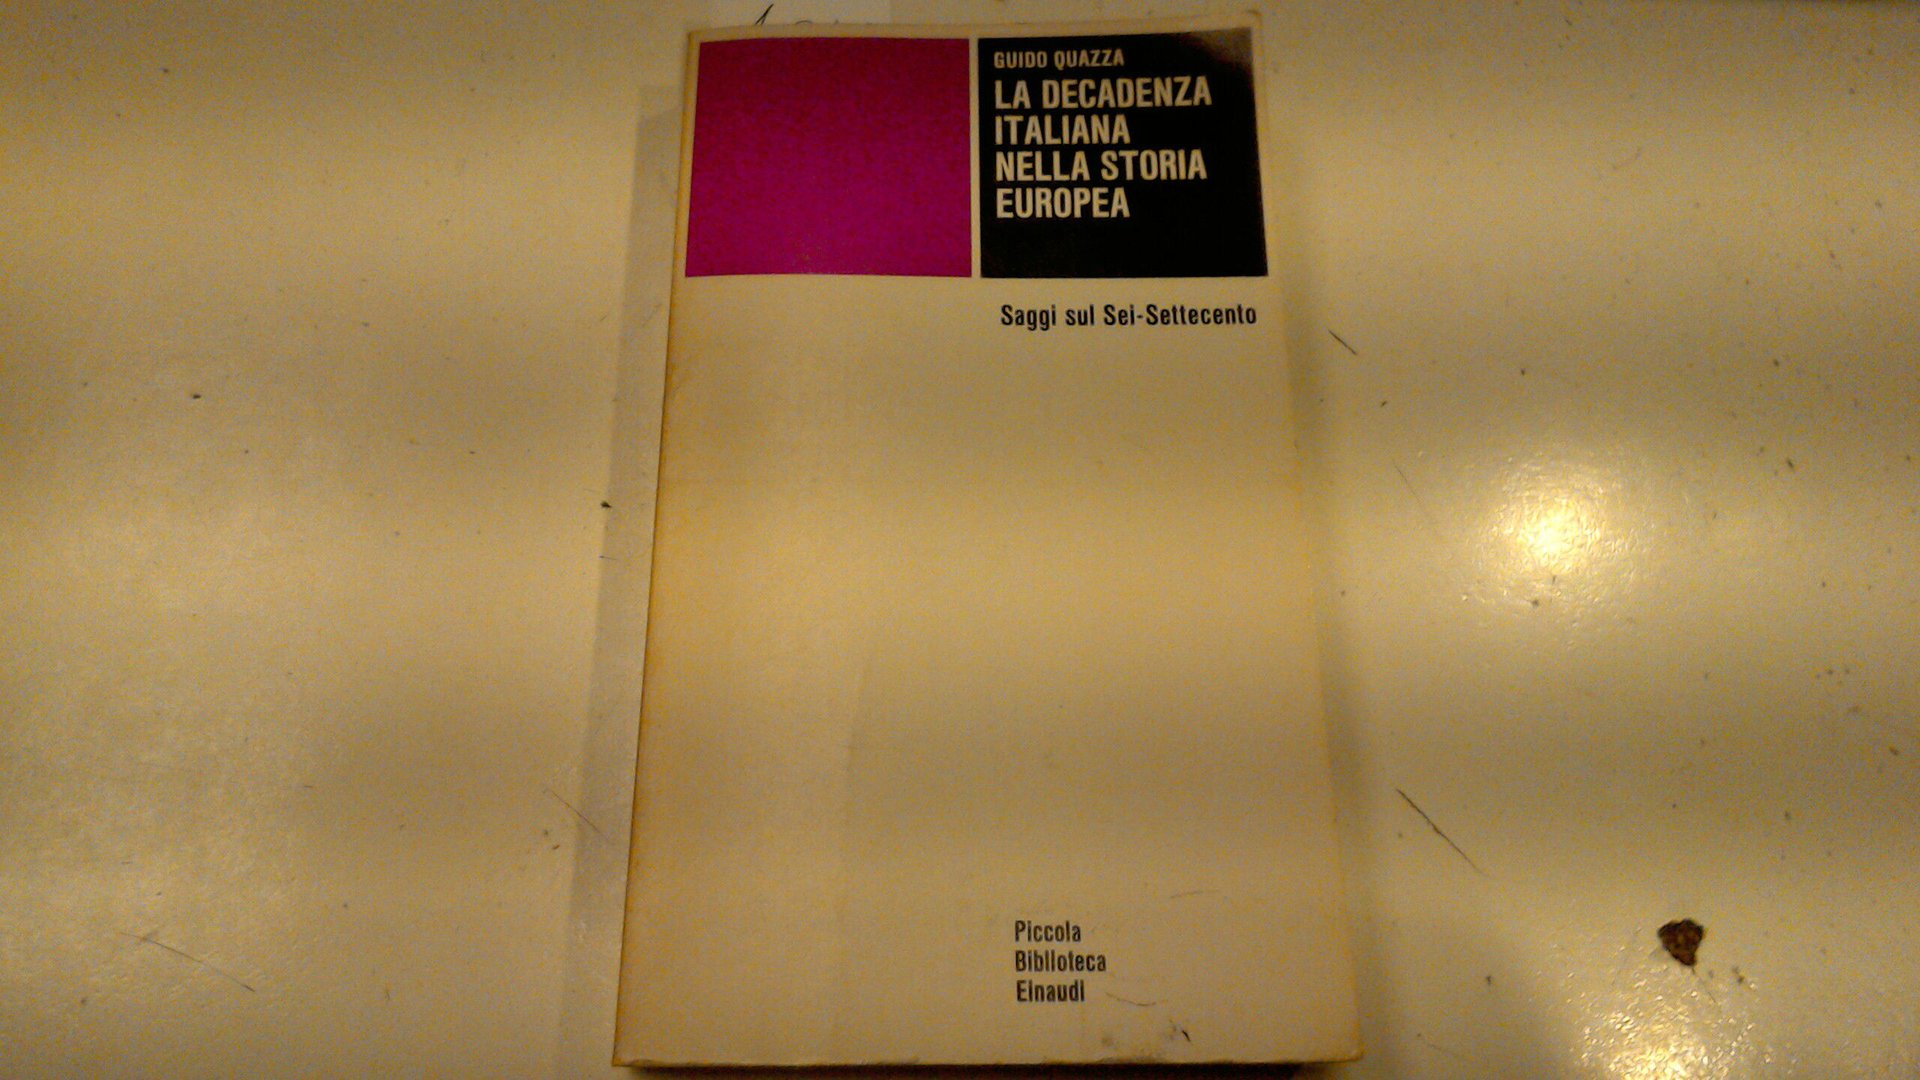 GUIDO QUAZZA
LA DECADENZA
ITALIANA
NELLA STORIA
EUROPEA
Saggi sul Sei-Settecento
Piccola
Biblioteca
Einaudi